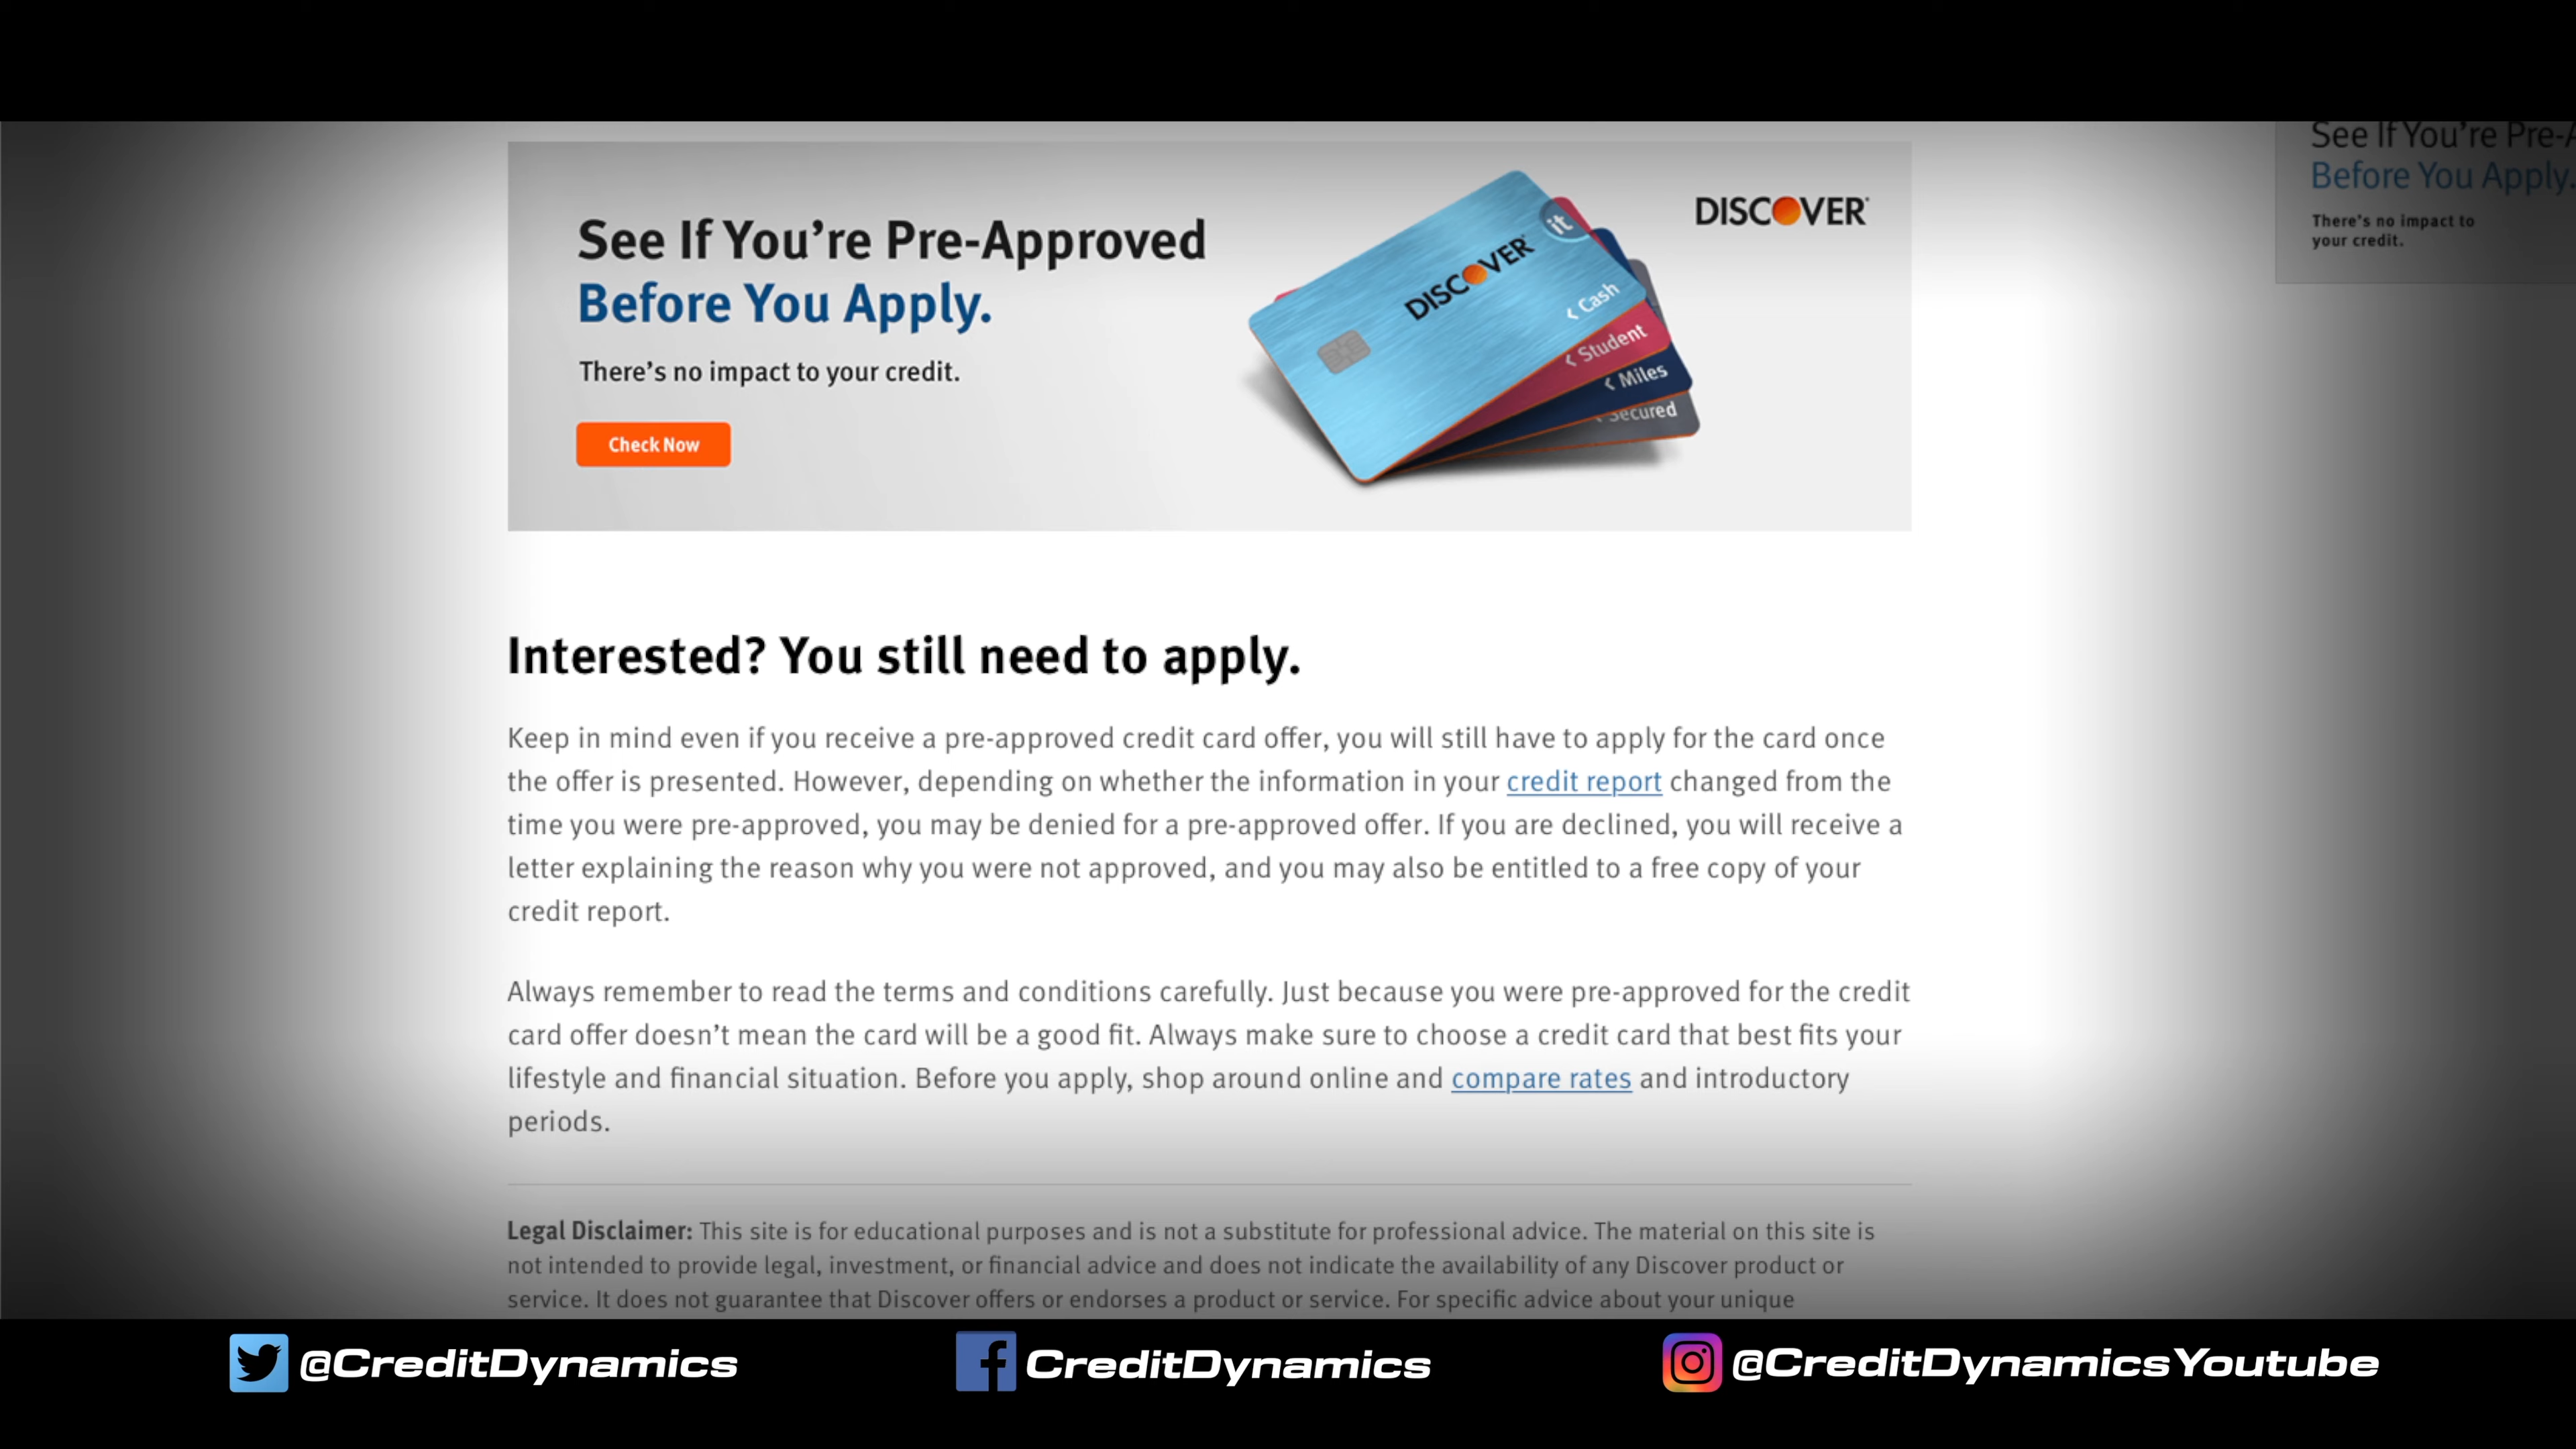 See If You're Pre-Approved
Before You Apply.
There's no impact to your credit.
Check Now
DISCOVER
it
DISCOVER
Cash
Student
Miles
Secured
See If You're Pre-A
Before You Apply.
There's no impact to
your credit.
Interested? You still need to apply.
Keep in mind even if you receive a pre-approved credit card offer, you will still have to apply for the card once
the offer is presented. However, depending on whether the information in your credit report changed from the
time you were pre-approved, you may be denied for a pre-approved offer. If you are declined, you will receive a
letter explaining the reason why you were not approved, and you may also be entitled to a free copy of your
credit report.
Always remember to read the terms and conditions carefully. Just because you were pre-approved for the credit
card offer doesn't mean the card will be a good fit. Always make sure to choose a credit card that best fits your
lifestyle and financial situation. Before you apply, shop around online and compare rates and introductory
periods.
Legal Disclaimer: This site is for educational purposes and is not a substitute for professional advice. The material on this site is
not intended to provide legal, investment, or financial advice and does not indicate the availability of any Discover product or
service. It does not guarantee that Discover offers or endorses a product or service. For specific advice about your unique
@CreditDynamics
CreditDynamics
@CreditDynamicsYoutube